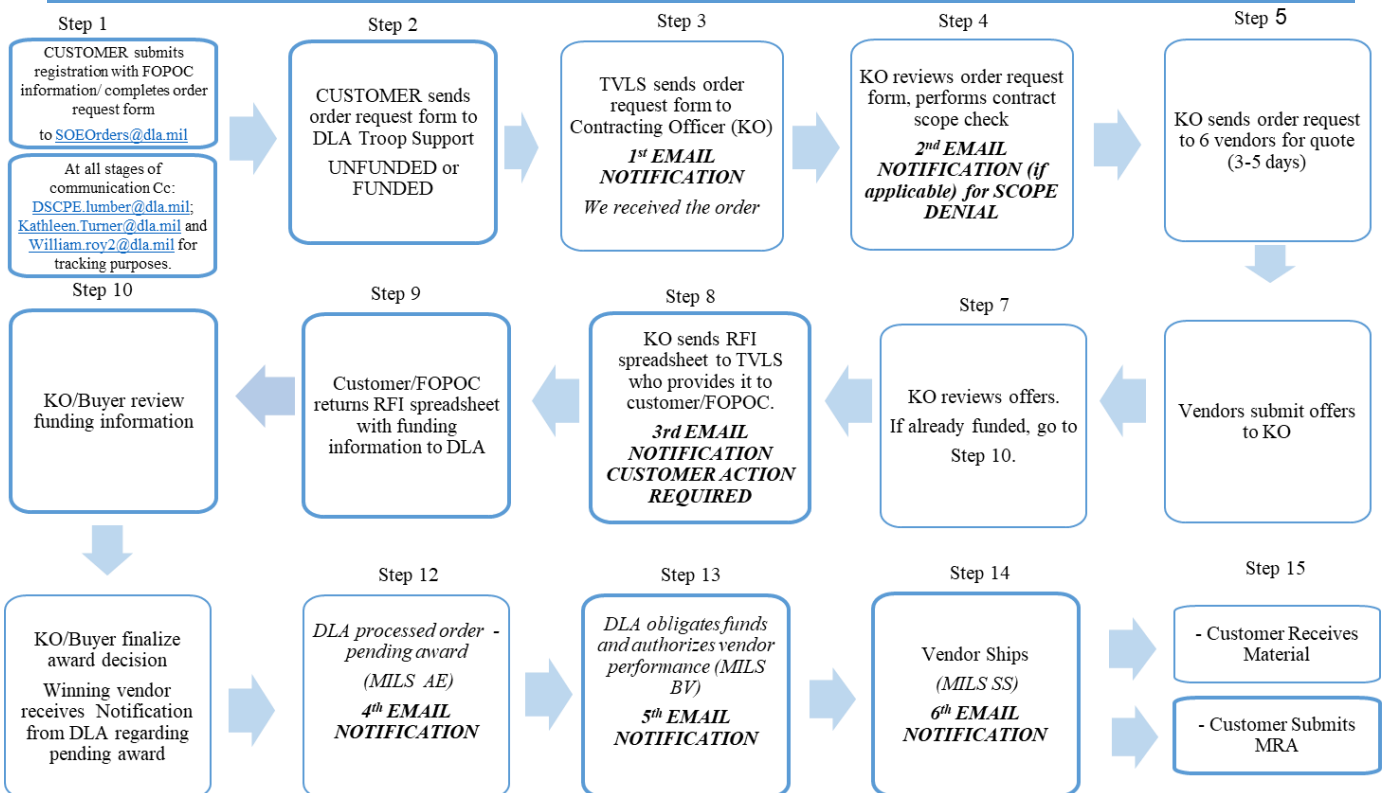 Step 1
CUSTOMER submits
registration with FOPOC
information/ completes order
request form
to SOEOrders@dla.mil
At all stages of
communication Cc:
DSCPE.lumber@dla.mil;
Kathleen.Turner@dla.mil and
William.roy2@dla.mil for
tracking purposes.
Step 2
CUSTOMER sends
order request form to
DLA Troop Support
UNFUNDED or
FUNDED
Step 3
TVLS sends order
request form to
Contracting Officer (KO)
1st EMAIL
NOTIFICATION
We received the order
Step 4
KO reviews order request
form, performs contract
scope check
2nd EMAIL
NOTIFICATION (if
applicable) for SCOPE
DENIAL
Step 5
KO sends order request
to 6 vendors for quote
(3-5 days)
Vendors submit offers
to KO
Step 7
KO reviews offers.
If already funded, go to
Step 10.
Step 8
KO sends RFI
spreadsheet to TVLS
who provides it to
customer/FOPOC.
3rd EMAIL
NOTIFICATION
CUSTOMER ACTION
REQUIRED
Step 9
Customer/FOPOC
returns RFI spreadsheet
with funding
information to DLA
Step 10
KO/Buyer review
funding information
KO/Buyer finalize
award decision
Winning vendor
receives Notification
from DLA regarding
pending award
Step 12
DLA processed order -
pending award
(MILS AE)
4th EMAIL
NOTIFICATION
Step 13
DLA obligates funds
and authorizes vendor
performance (MILS
BV)
5th EMAIL
NOTIFICATION
Step 14
Vendor Ships
(MILS SS)
6th EMAIL
NOTIFICATION
Step 15
- Customer Receives
Material
- Customer Submits
MRA